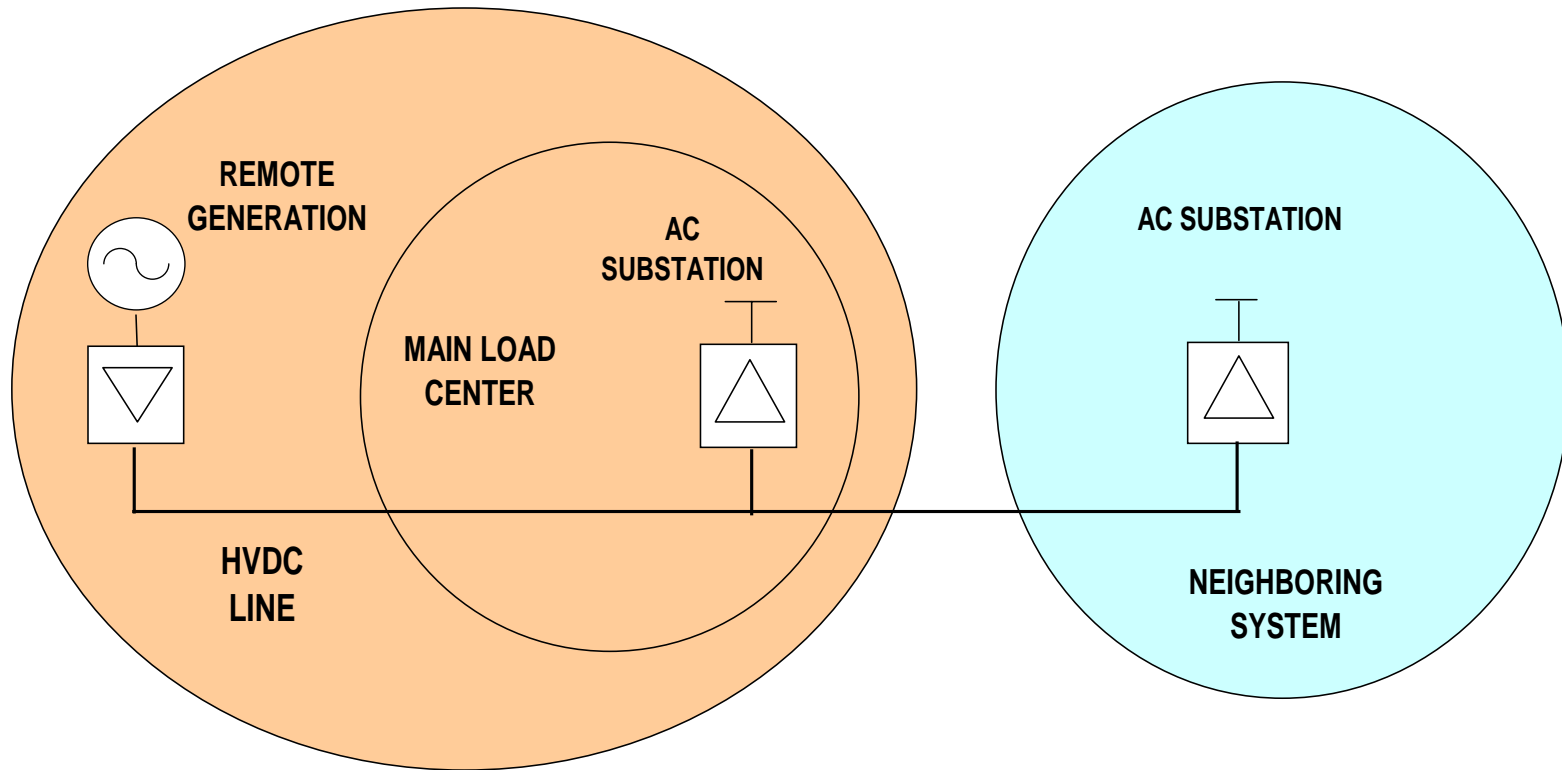 REMOTE
GENERATION
AC
SUBSTATION
MAIN LOAD
CENTER
HVDC
LINE
AC SUBSTATION
NEIGHBORING
SYSTEM